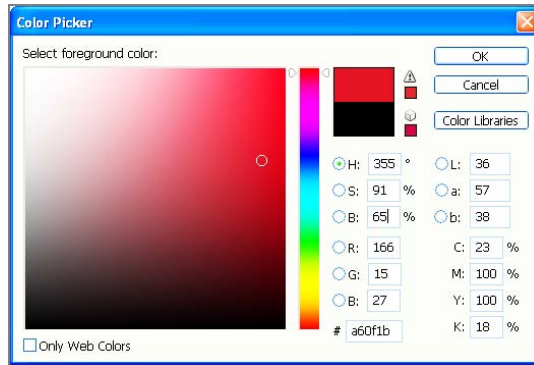 Color Picker
Select foreground color:
OK
Cancel
Color Libraries
H: 355 °
S: 91 %
B: 65 %
R: 166
G: 15
B: 27
# a60f1b
L: 36
a: 57
b: 38
C: 23 %
M: 100 %
Y: 100 %
K: 18 %
Only Web Colors